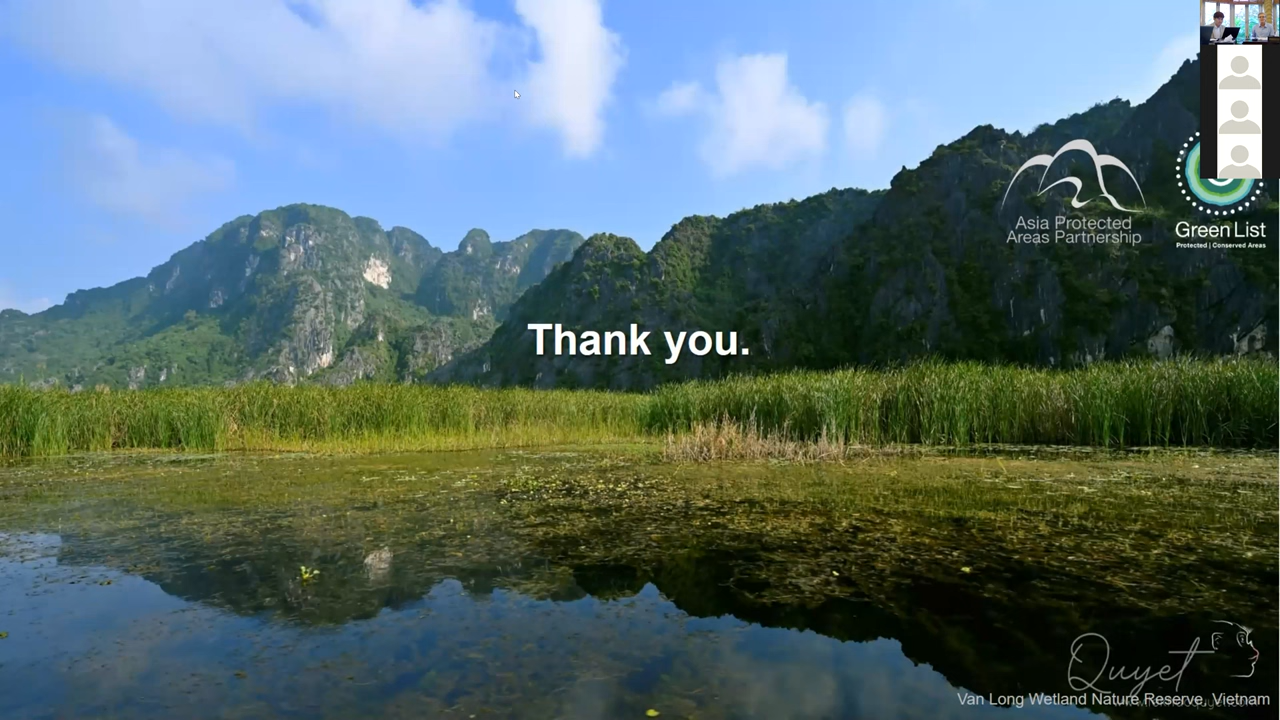 Asia Protected
Areas Partnership
Green List
Protected | Conserved Areas
Thank you.
Quyet
Van Long Wetland Nature Reserve, Vietnam